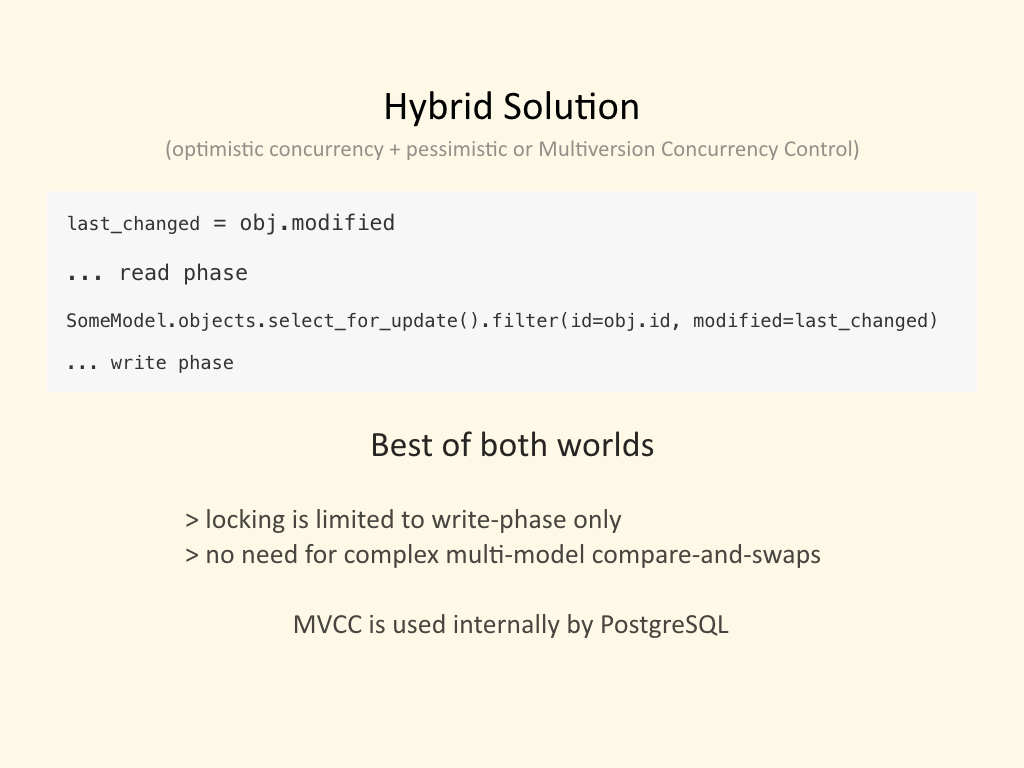 Hybrid Solution
(optimistic concurrency + pessimistic or Multiversion Concurrency Control)
last_changed = obj.modified
... read phase
SomeModel.objects.select_for_update().filter(id=obj.id, modified=last_changed)
... write phase
Best of both worlds
> locking is limited to write-phase only
> no need for complex multi-model compare-and-swaps
MVCC is used internally by PostgreSQL